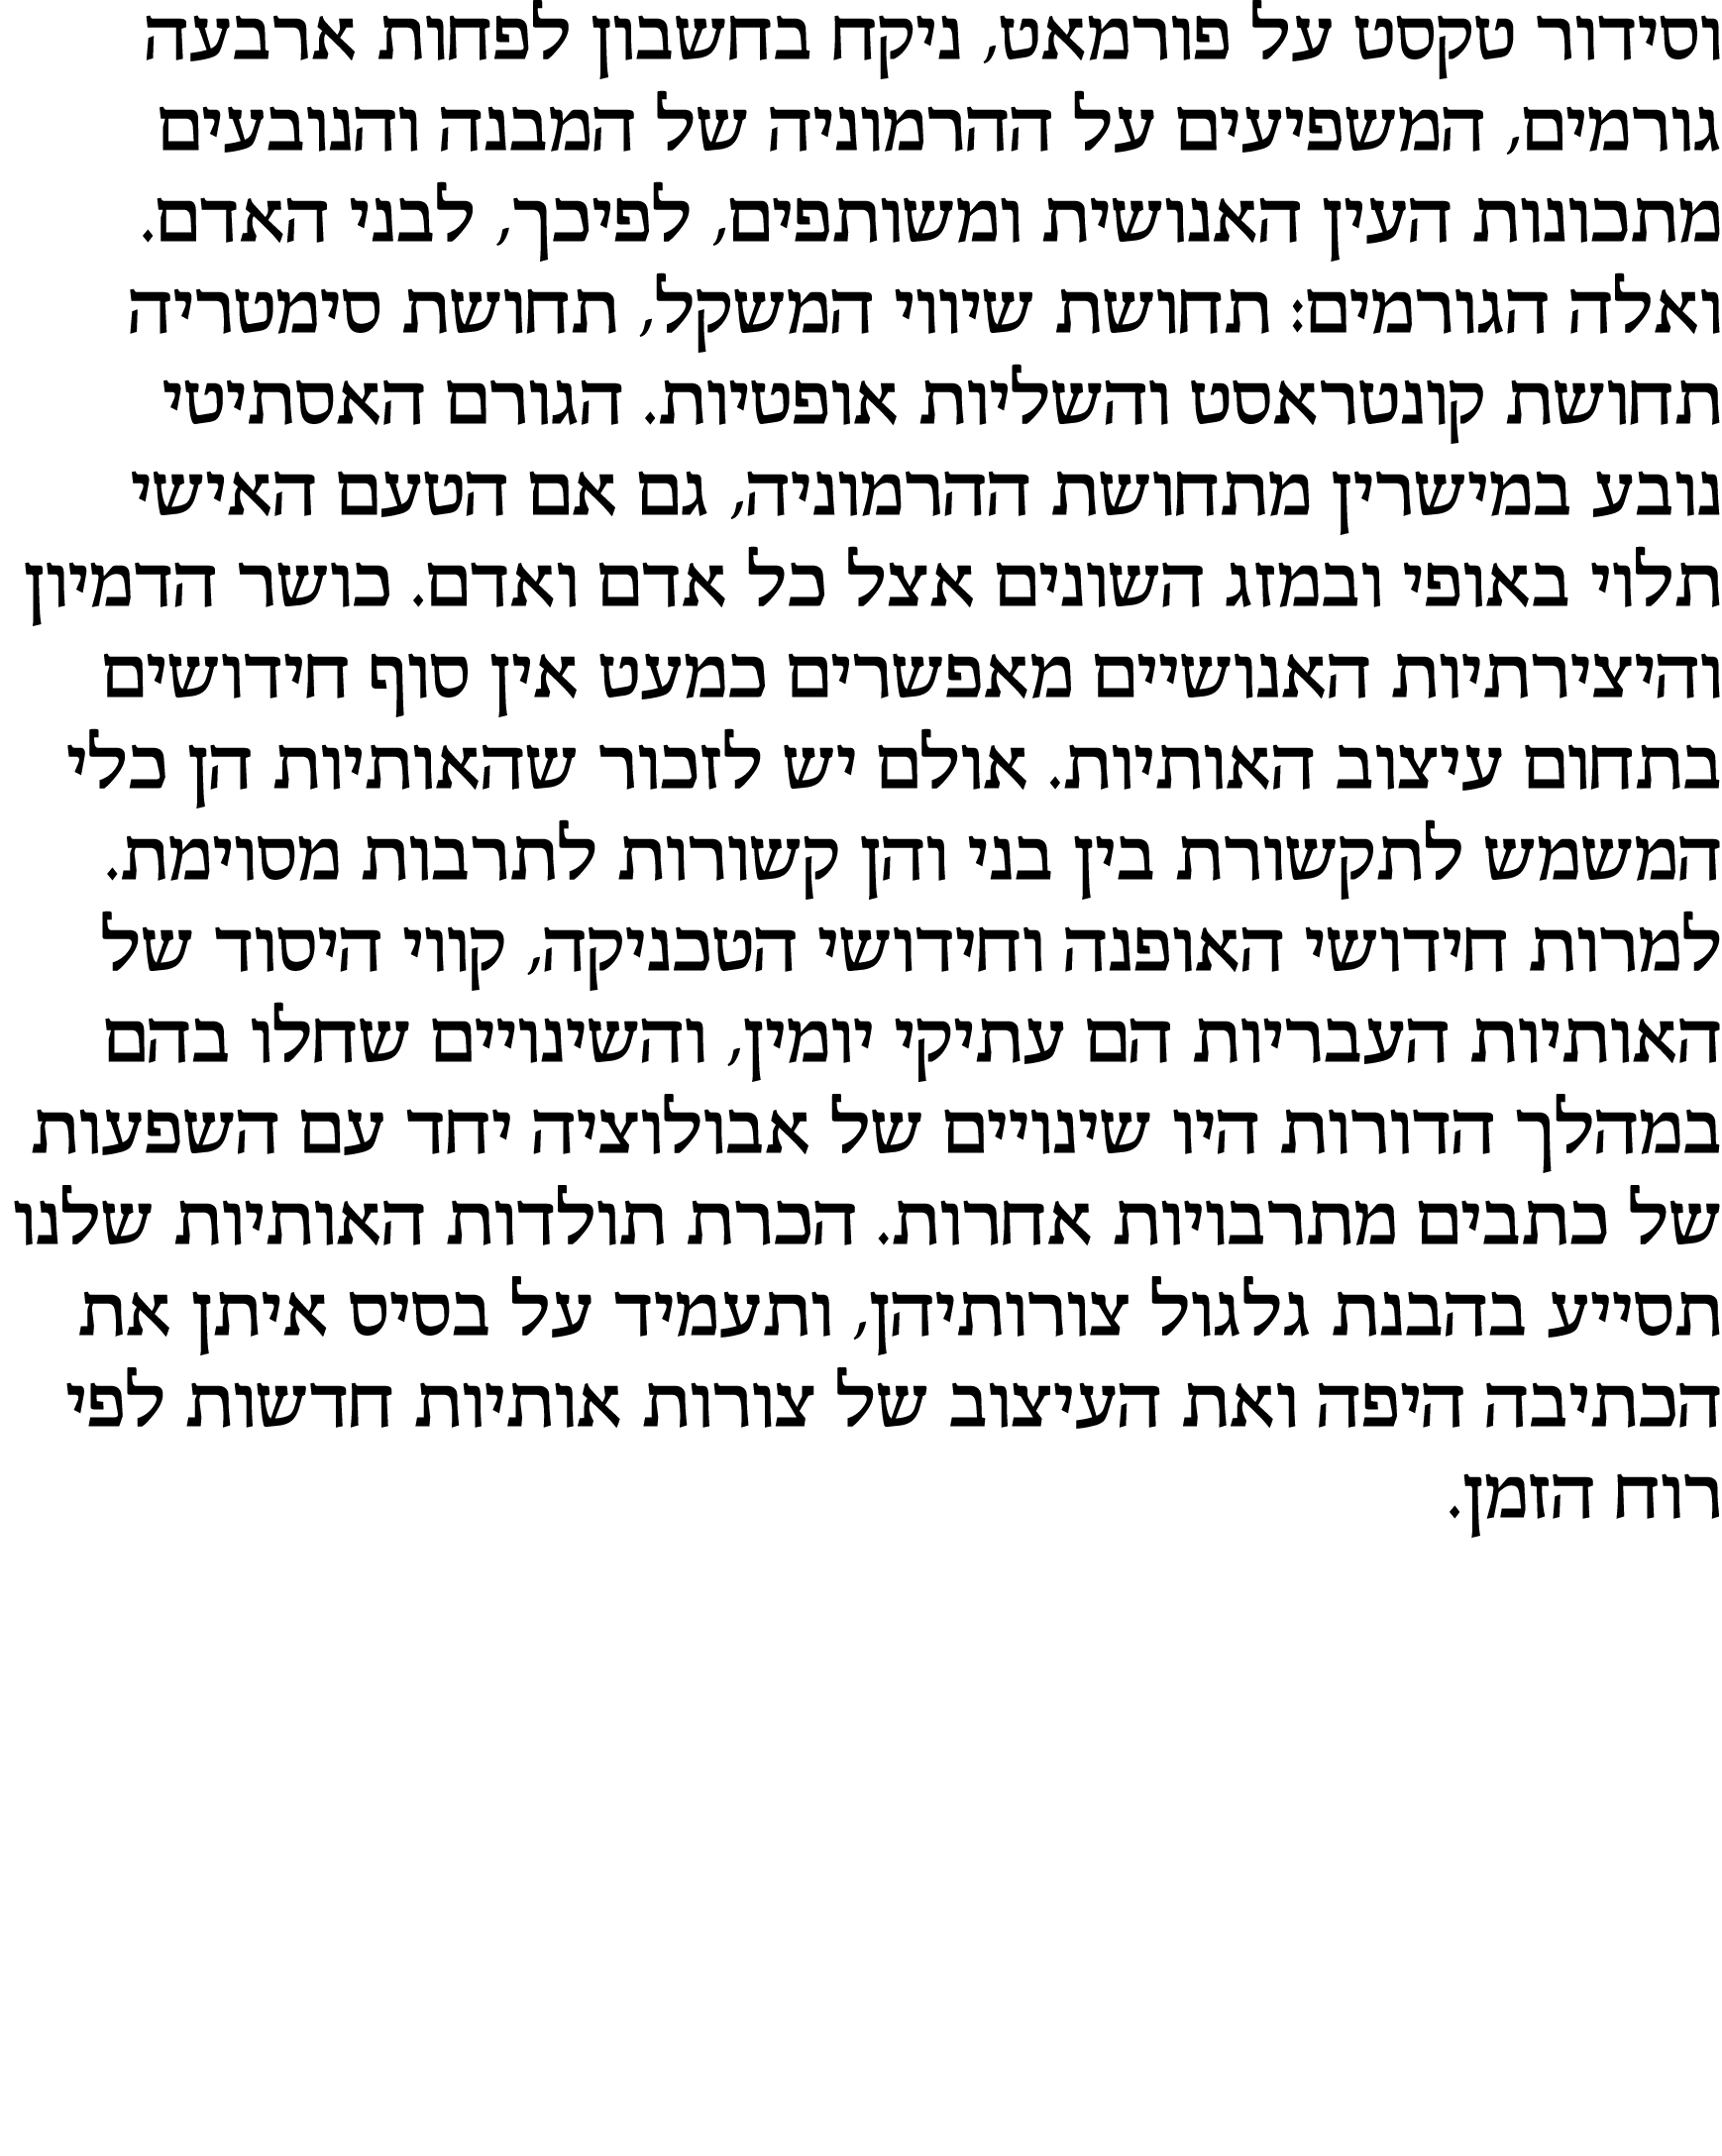 וסידור טקסט על פורמאט, ניקח בחשבון לפחות ארבעה
גורמים, המשפיעים על ההרמוניה של המבנה והנובעים
מתכונות העין האנושית ומשותפים, לפיכך, לבני האדם.
ואלה הגורמים: תחושת שיווי המשקל, תחושת סימטריה
תחושת קונטראסט והשליות אופטיות. הגורם האסתיטי
נובע במישרין מתחושת ההרמוניה, גם אם הטעם האישי
תלוי באופי ובמזג השונים אצל כל אדם ואדם. כושר הדמיון
והיצירתיות האנושיים מאפשרים כמעט אין סוף חידושים
בתחום עיצוב האותיות. אולם יש לזכור שהאותיות הן כלי
המשמש לתקשורת בין בני והן קשורות לתרבות מסוימת.
למרות חידושי האופנה וחידושי הטכניקה, קווי היסוד של
האותיות העבריות הם עתיקי יומין, והשינויים שחלו בהם
במהלך הדורות היו שינויים של אבולוציה יחד עם השפעות
של כתבים מתרבויות אחרות. הכרת תולדות האותיות שלנו
תסייע בהבנת גלגול צורותיהן, ותעמיד על בסיס איתן את
הכתיבה היפה ואת העיצוב של צורות אותיות חדשות לפי
רוח הזמן.